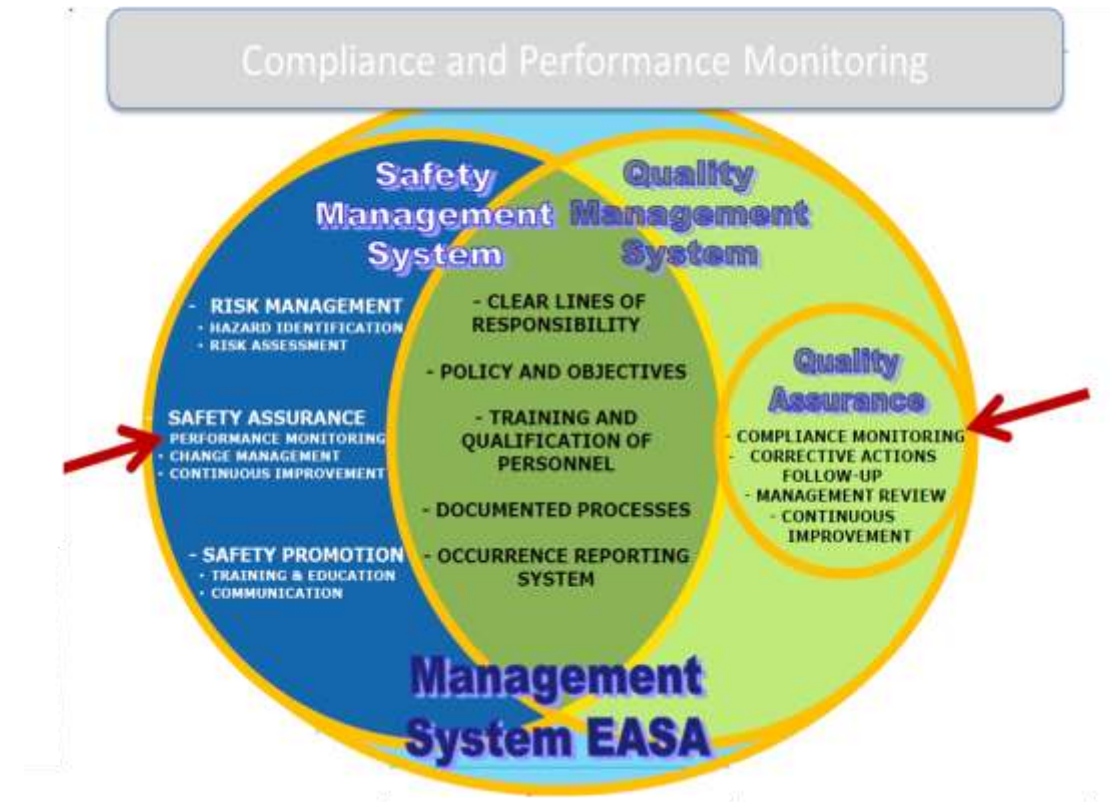 Compliance and Performance Monitoring
Safety
Management
System
- RISK MANAGEMENT
• HAZARD IDENTIFICATION
• RISK ASSESSMENT
- SAFETY ASSURANCE
PERFORMANCE MONITORING
• CHANGE MANAGEMENT
• CONTINUOUS IMPROVEMENT
- SAFETY PROMOTION
• TRAINING & EDUCATION
• COMMUNICATION
- CLEAR LINES OF
RESPONSIBILITY
- POLICY AND OBJECTIVES
- TRAINING AND
QUALIFICATION OF
PERSONNEL
- DOCUMENTED PROCESSES
- OCCURRENCE REPORTING
SYSTEM
Quality
Management
System
Quality
Assurance
- COMPLIANCE MONITORING
- CORRECTIVE ACTIONS
FOLLOW-UP
- MANAGEMENT REVIEW
- CONTINUOUS
IMPROVEMENT
Management
System EASA